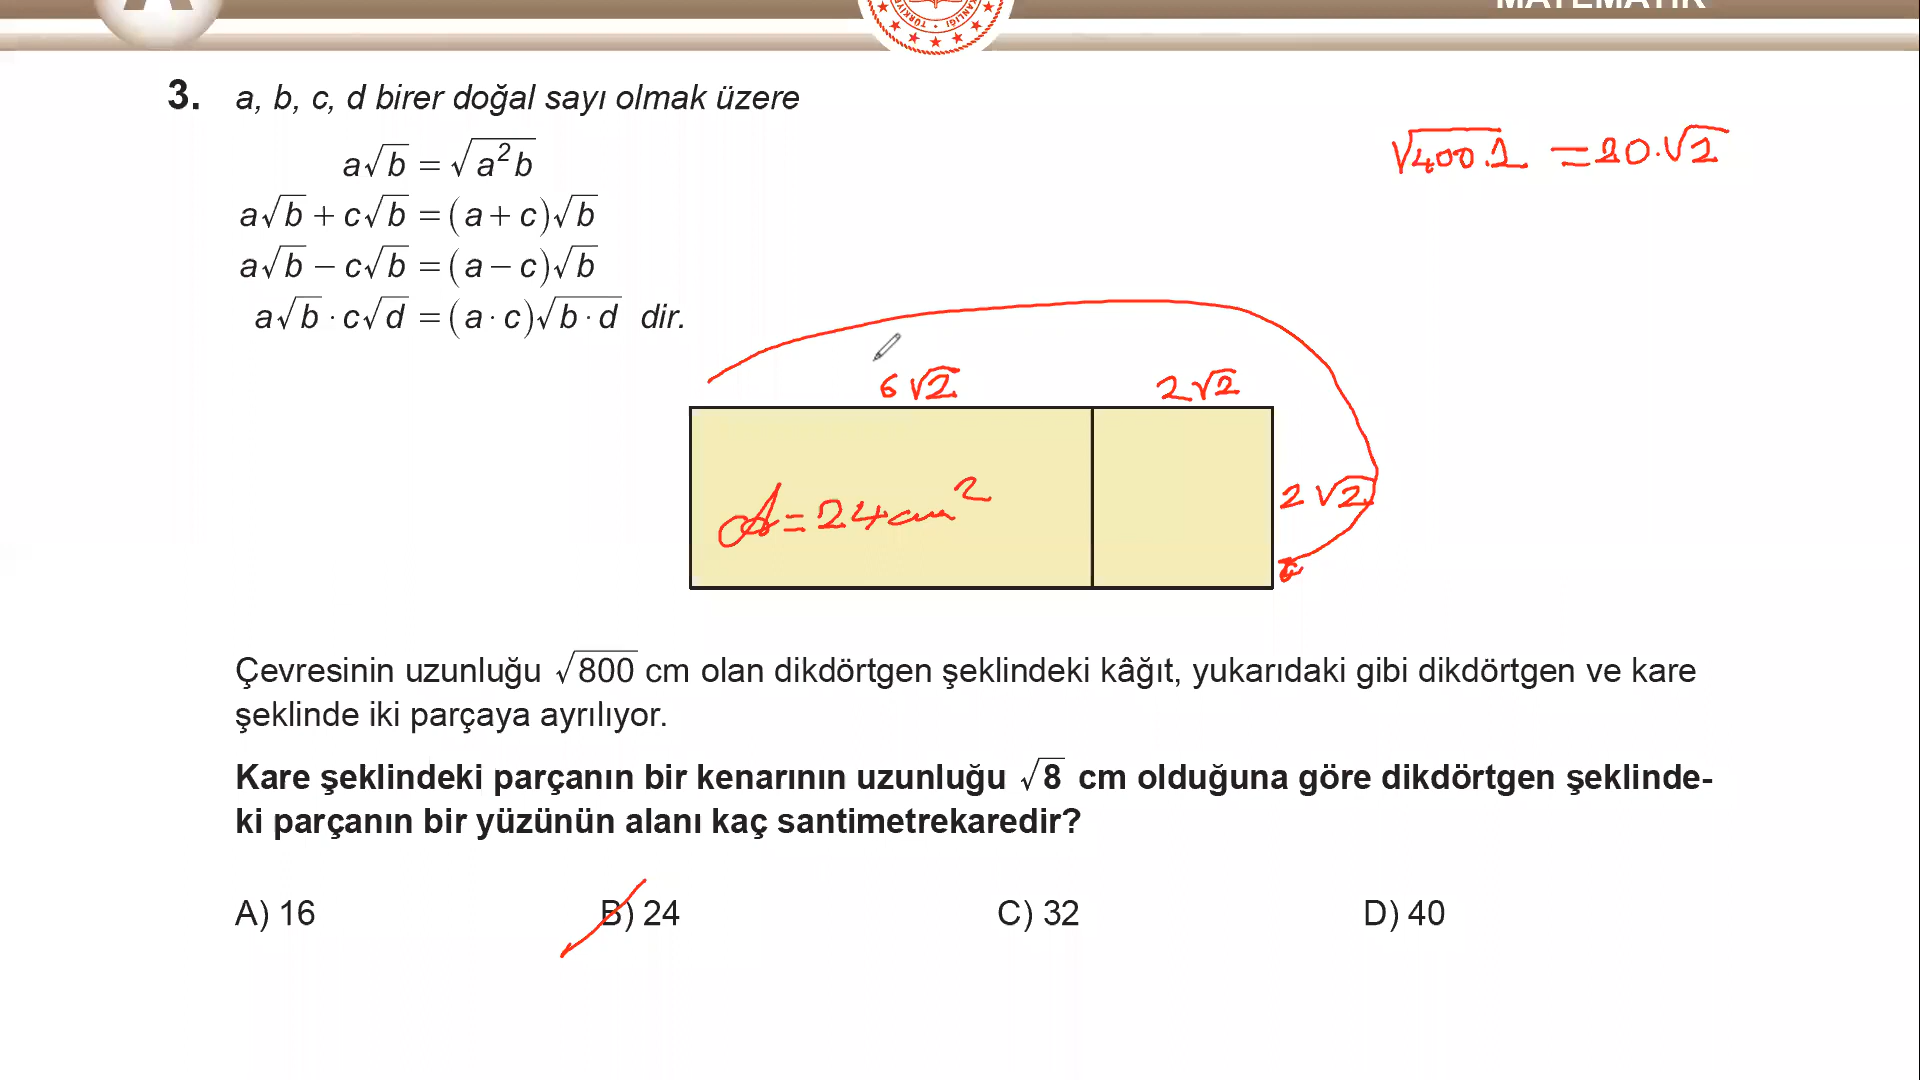 MATEMATİK
TÜRKİYE
3. a, b, c, d birer doğal sayı olmak üzere
a√b = √a²b
a√b + c√b = (a + c)√b
a√b − c√b = (a − c)√b
a√b · c√d = (a · c)√b · d dir.
√400.2 = 20.√2
6√2 2√2
A = 24cm²
2√2
Çevresinin uzunluğu √800 cm olan dikdörtgen şeklindeki kâğıt, yukarıdaki gibi dikdörtgen ve kare
şeklinde iki parçaya ayrılıyor.
Kare şeklindeki parçanın bir kenarının uzunluğu √8 cm olduğuna göre dikdörtgen şeklinde-
ki parçanın bir yüzünün alanı kaç santimetrekaredir?
A) 16 B) 24 C) 32 D) 40